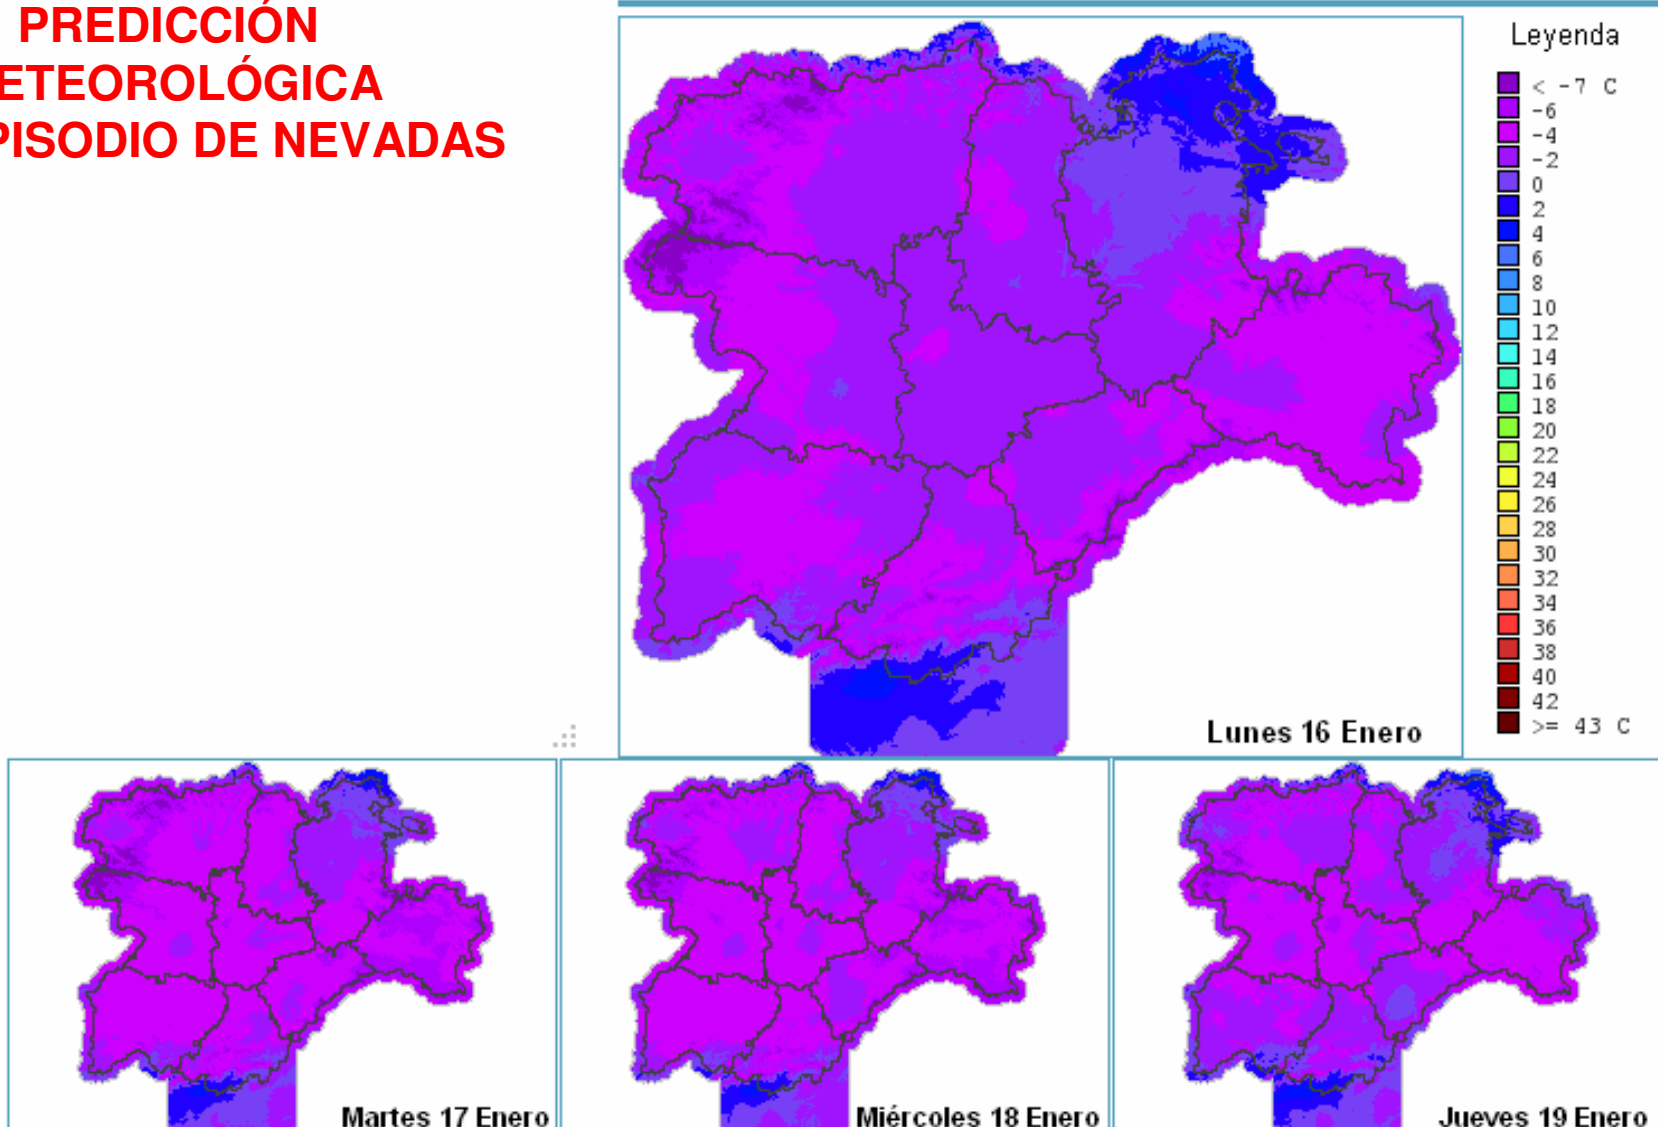 PREDICCIÓN
ETEOROLÓGICA
PISODIO DE NEVADAS
Leyenda
< -7 C
-6
-4
-2
0
2
4
6
8
10
12
14
16
18
20
22
24
26
28
30
32
34
36
38
40
42
>= 43 C
Lunes 16 Enero
Martes 17 Enero
Miércoles 18 Enero
Jueves 19 Enero